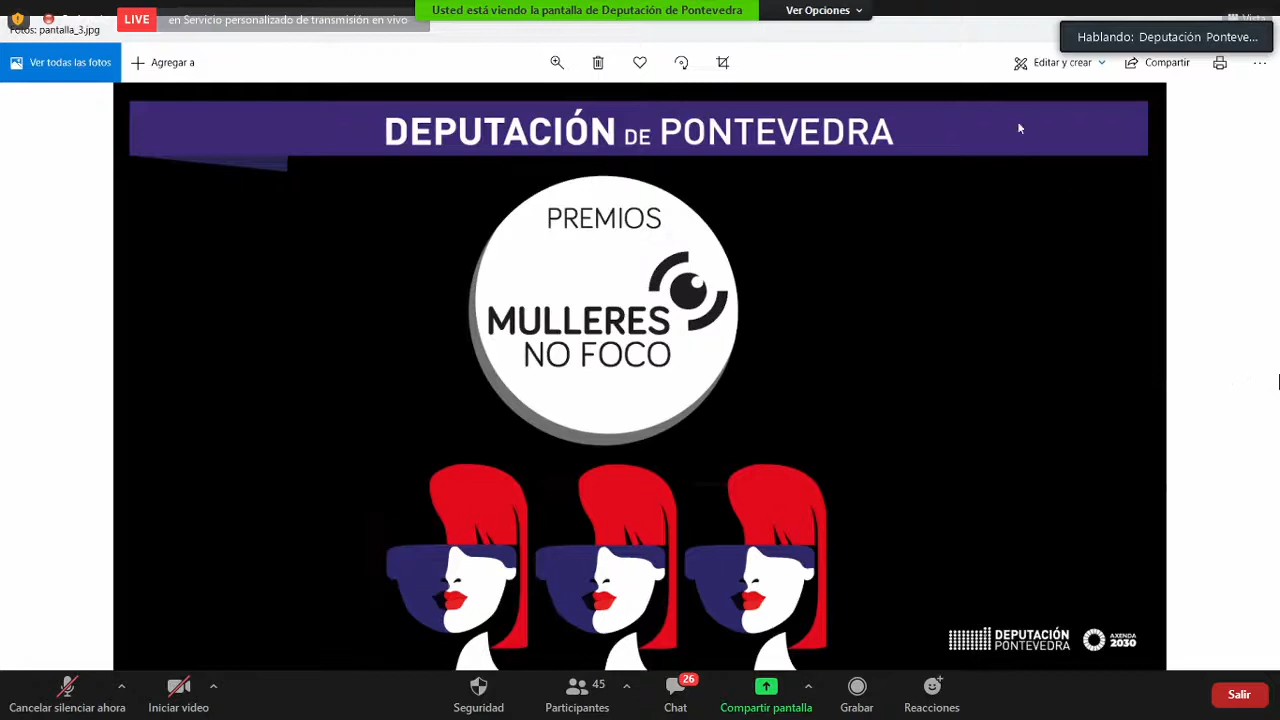 Usted está viendo la pantalla de Deputación de Pontevedra
Ver Opciones
LIVE
en Servicio personalizado de transmisión en vivo
Fotos: pantalla_3.jpg
Hablando: Deputación Ponteve...
Ver todas las fotos
Agregar a
Editar y crear
Compartir
DEPUTACIÓN DE PONTEVEDRA
PREMIOS
MULLERES
NO FOCO
DEPUTACIÓN
PONTEVEDRA
AXENDA
2030
Cancelar silenciar ahora
Iniciar video
Seguridad
45
Participantes
26
Chat
Compartir pantalla
Grabar
Reacciones
Salir